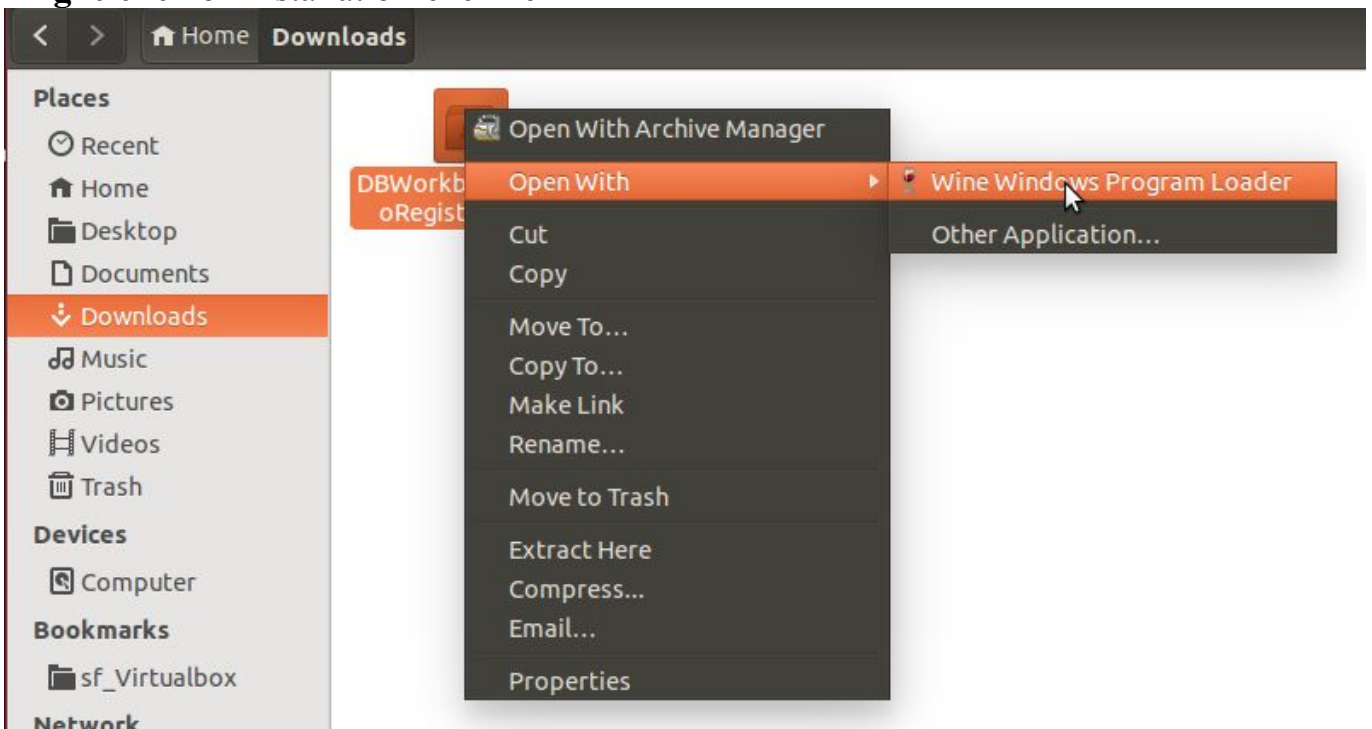 Home Downloads
Places
Recent
Home
Desktop
Documents
Downloads
Music
Pictures
Videos
Trash
Devices
Computer
Bookmarks
sf_Virtualbox
Network
DBWorkb
oRegist
Open With Archive Manager
Open With
Cut
Copy
Move To...
Copy To...
Make Link
Rename...
Move to Trash
Extract Here
Compress...
Email...
Properties
Wine Windows Program Loader
Other Application...